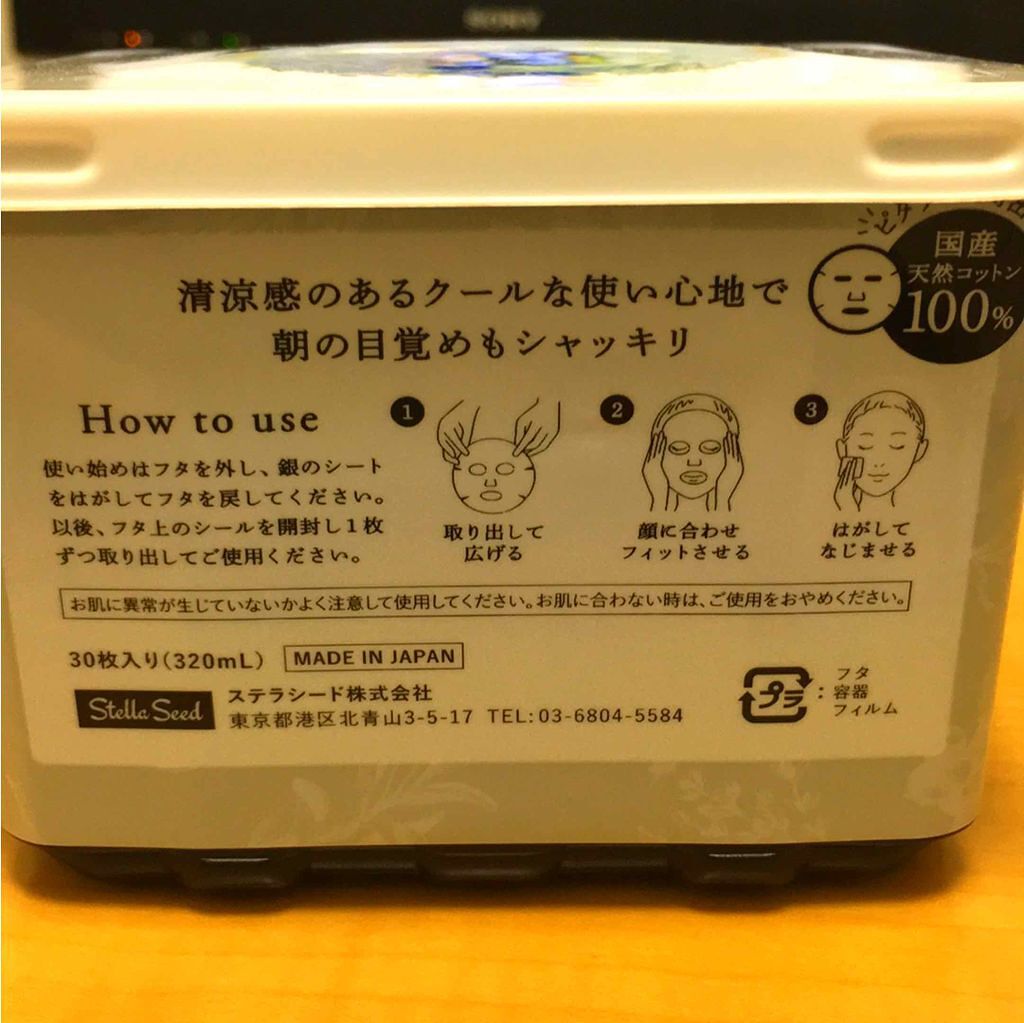 SONY
国産
天然コットン
100%
清涼感のあるクールな使い心地で
朝の目覚めもシャッキリ
How to use
使い始めはフタを外し、銀のシート
をはがしてフタを戻してください。
以後、フタ上のシールを開封し1枚
ずつ取り出してご使用ください。
1
取り出して
広げる
2
顔に合わせ
フィットさせる
3
はがして
なじませる
お肌に異常が生じていないかよく注意して使用してください。お肌に合わない時は、ご使用をおやめください。
30枚入り(320mL) MADE IN JAPAN
Stella Seed
ステラシード株式会社
東京都港区北青山3-5-17 TEL:03-6804-5584
プラ:
フタ
容器
フィルム